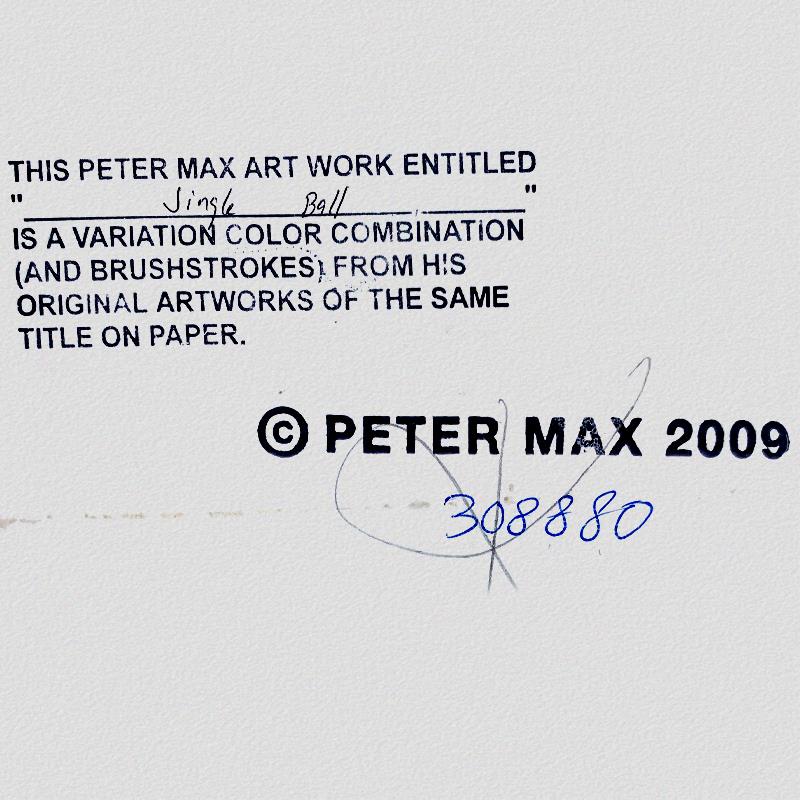 THIS PETER MAX ART WORK ENTITLED
" Jingle Ball "
IS A VARIATION COLOR COMBINATION
(AND BRUSHSTROKES) FROM HIS
ORIGINAL ARTWORKS OF THE SAME
TITLE ON PAPER.
© PETER MAX 2009
308880